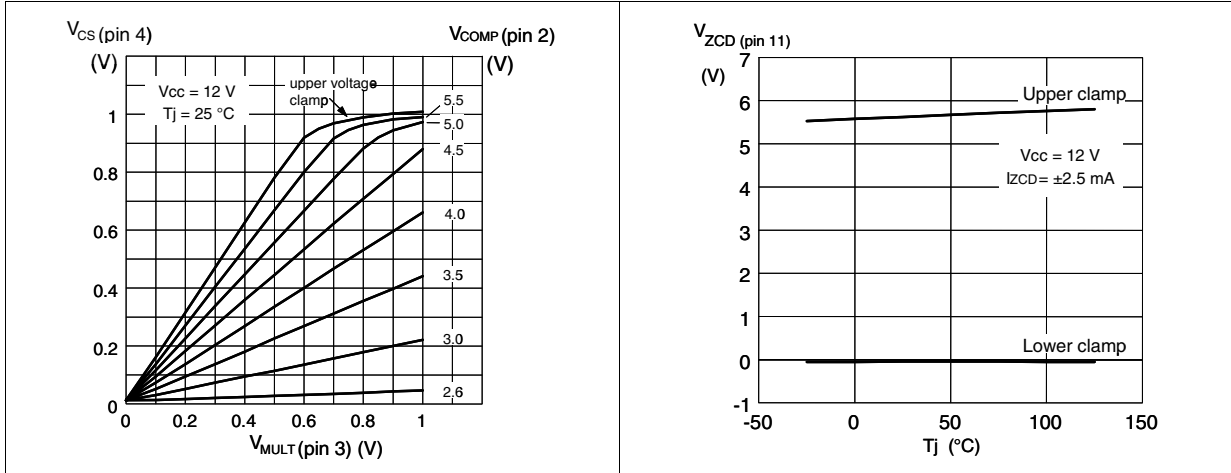 VCS (pin 4)
(V)
VCOMP (pin 2)
(V)
Vcc = 12 V
Tj = 25 °C
upper voltage
clamp
1
0.8
0.6
0.4
0.2
0
5.5
5.0
4.5
4.0
3.5
3.0
2.6
0 0.2 0.4 0.6 0.8 1
VMULT (pin 3) (V)
VZCD (pin 11)
(V)
7
6
5
4
3
2
1
0
-1
Upper clamp
Vcc = 12 V
IZCD = ±2.5 mA
Lower clamp
-50 0 50 100 150
Tj (°C)